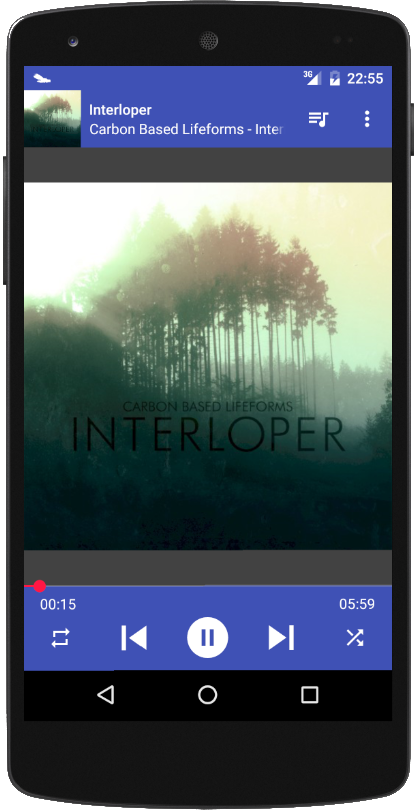 3G 22:55
Interloper
Carbon Based Lifeforms - Inter
CARBON BASED LIFEFORMS
INTERLOPER
00:15 05:59